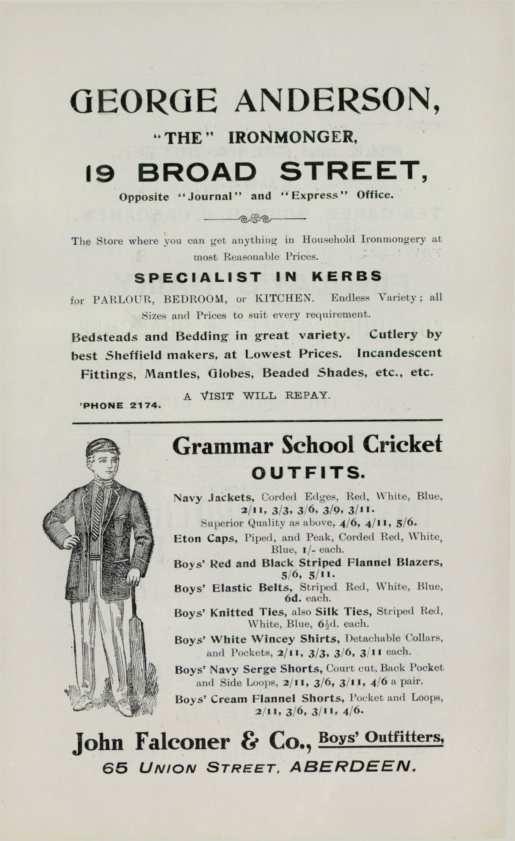 GEORGE ANDERSON,
"THE" IRONMONGER,
19 BROAD STREET,
Opposite "Journal" and "Express" Office.
The Store where you can get anything in Household Ironmongery at
most Reasonable Prices.
SPECIALIST IN KERBS
for PARLOUR, BEDROOM, or KITCHEN. Endless Variety; all
Sizes and Prices to suit every requirement.
Bedsteads and Bedding in great variety. Cutlery by
best Sheffield makers, at Lowest Prices. Incandescent
Fittings, Mantles, Globes, Beaded Shades, etc., etc.
A VISIT WILL REPAY.
'PHONE 2174.
Grammar School Cricket
OUTFITS.
Navy Jackets, Corded Edges, Red, White, Blue,
2/11, 3/3, 3/6, 3/9, 3/11.
Superior Quality as above, 4/6, 4/11, 5/6.
Eton Caps, Piped, and Peak, Corded Red, White,
Blue, 1/- each.
Boys' Red and Black Striped Flannel Blazers,
5/6, 5/11.
Boys' Elastic Belts, Striped Red, White, Blue,
6d. each.
Boys' Knitted Ties, also Silk Ties, Striped Red,
White, Blue, 6½d. each.
Boys' White Wincey Shirts, Detachable Collars,
and Pockets, 2/11, 3/3, 3/6, 3/11 each.
Boys' Navy Serge Shorts, Court cut, Back Pocket
and Side Loops, 2/11, 3/6, 3/11, 4/6 a pair.
Boys' Cream Flannel Shorts, Pocket and Loops,
2/11, 3/6, 3/11, 4/6.
John Falconer & Co., Boys' Outfitters,
65 UNION STREET, ABERDEEN.